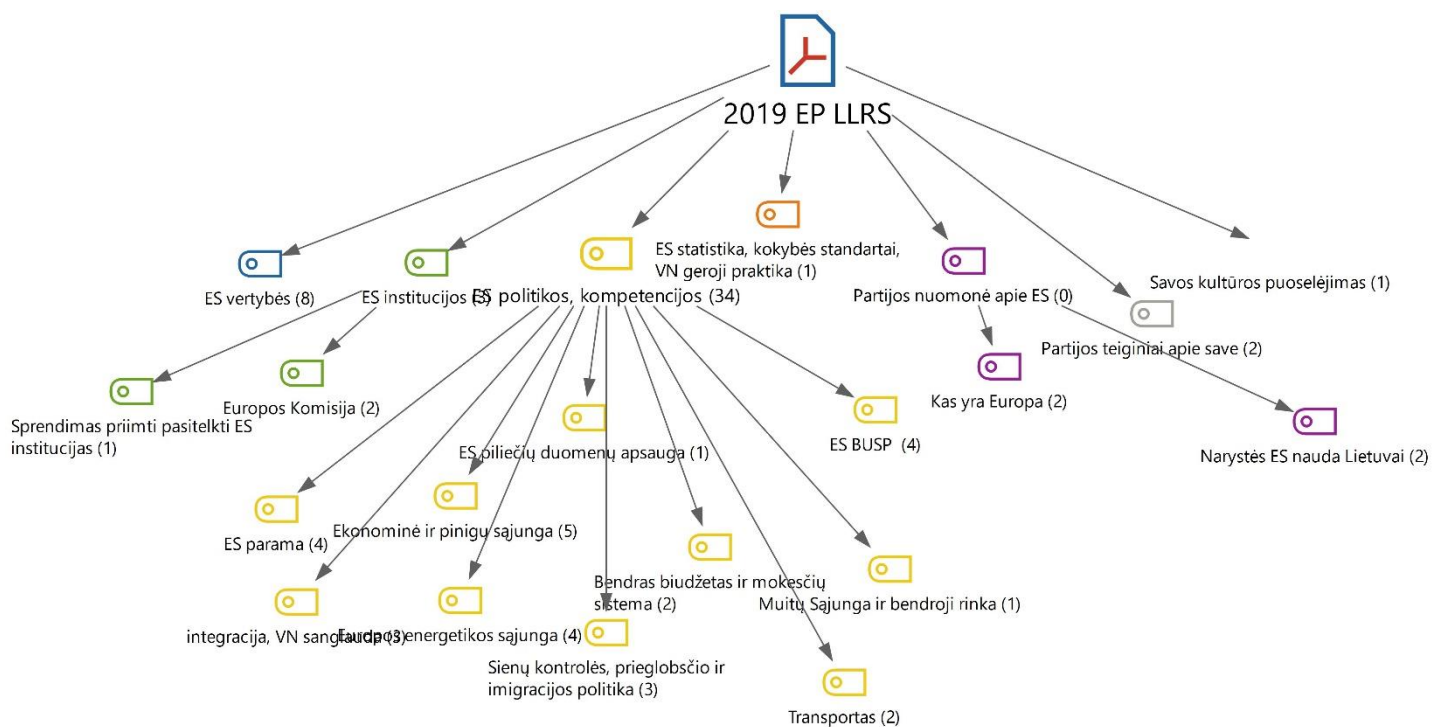 2019 EP LLRS
ES vertybės (8)
ES institucijos (3)
ES politikos, kompetencijos (34)
ES statistika, kokybės standartai,
VN geroji praktika (1)
Partijos nuomonė apie ES (0)
Savos kultūros puoselėjimas (1)
Partijos teiginiai apie save (2)
Sprendimas priimti pasitelkti ES
institucijas (1)
Europos Komisija (2)
ES piliečių duomenų apsauga (1)
ES BUSP (4)
Kas yra Europa (2)
Narystės ES nauda Lietuvai (2)
ES parama (4)
Ekonominė ir pinigu sąjunga (5)
Bendras biudžetas ir mokesčių
sistema (2)
Muitų Sąjunga ir bendroji rinka (1)
integracija, VN sanglauda (3)
Europos energetikos sąjunga (4)
Sienų kontrolės, prieglobsčio ir
imigracijos politika (3)
Transportas (2)